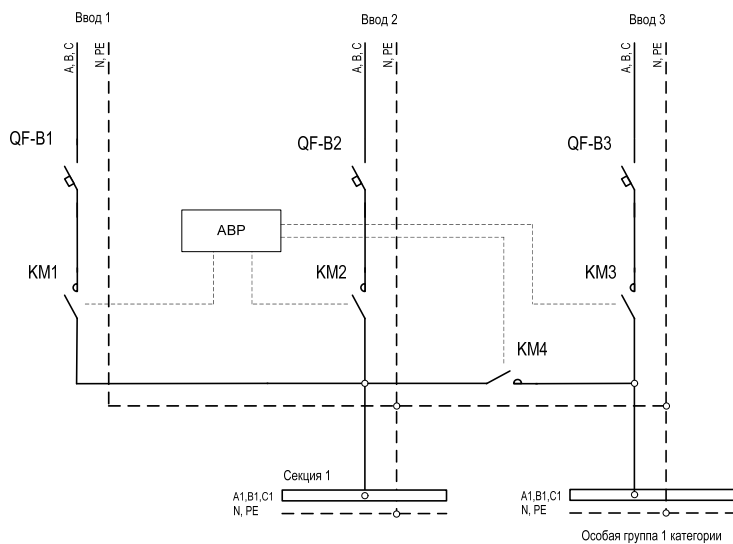 Ввод 1
Ввод 2
Ввод 3
A, B, C
N, PE
A, B, C
N, PE
A, B, C
N, PE
QF-B1
QF-B2
QF-B3
АВР
KM1
KM2
KM3
KM4
Секция 1
A1,B1,C1
N, PE
A1,B1,C1
N, PE
Особая группа 1 категории